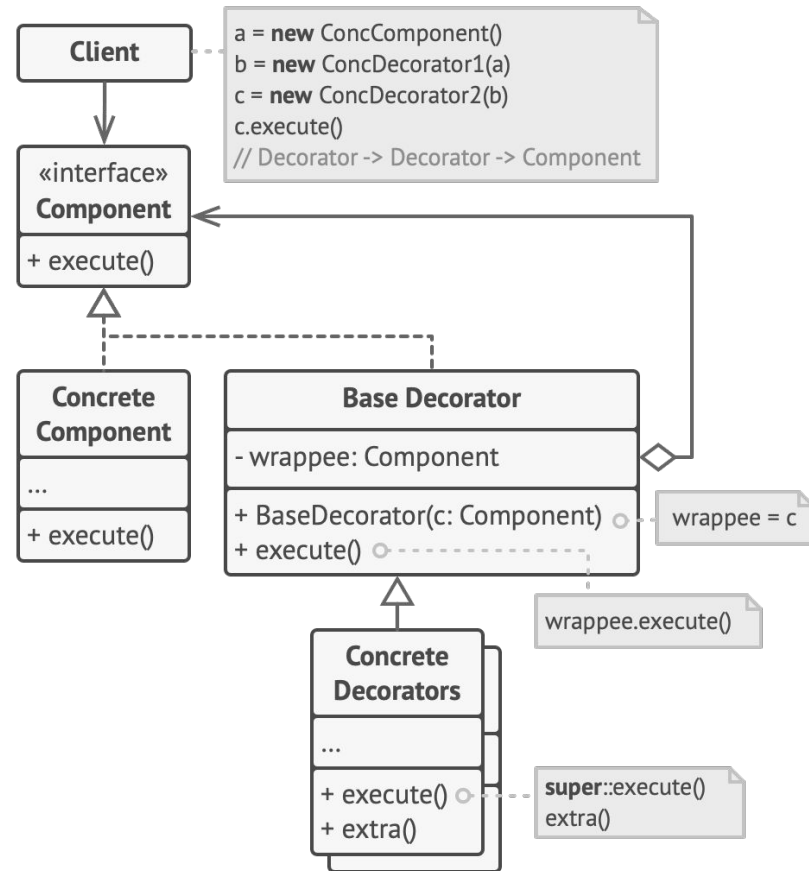 Client
a = new ConcComponent()
b = new ConcDecorator1(a)
c = new ConcDecorator2(b)
c.execute()
// Decorator -> Decorator -> Component
«interface»
Component
+ execute()
Concrete
Component
...
+ execute()
Base Decorator
- wrappee: Component
+ BaseDecorator(c: Component)
+ execute()
wrappee = c
wrappee.execute()
Concrete
Decorators
...
+ execute()
+ extra()
super::execute()
extra()